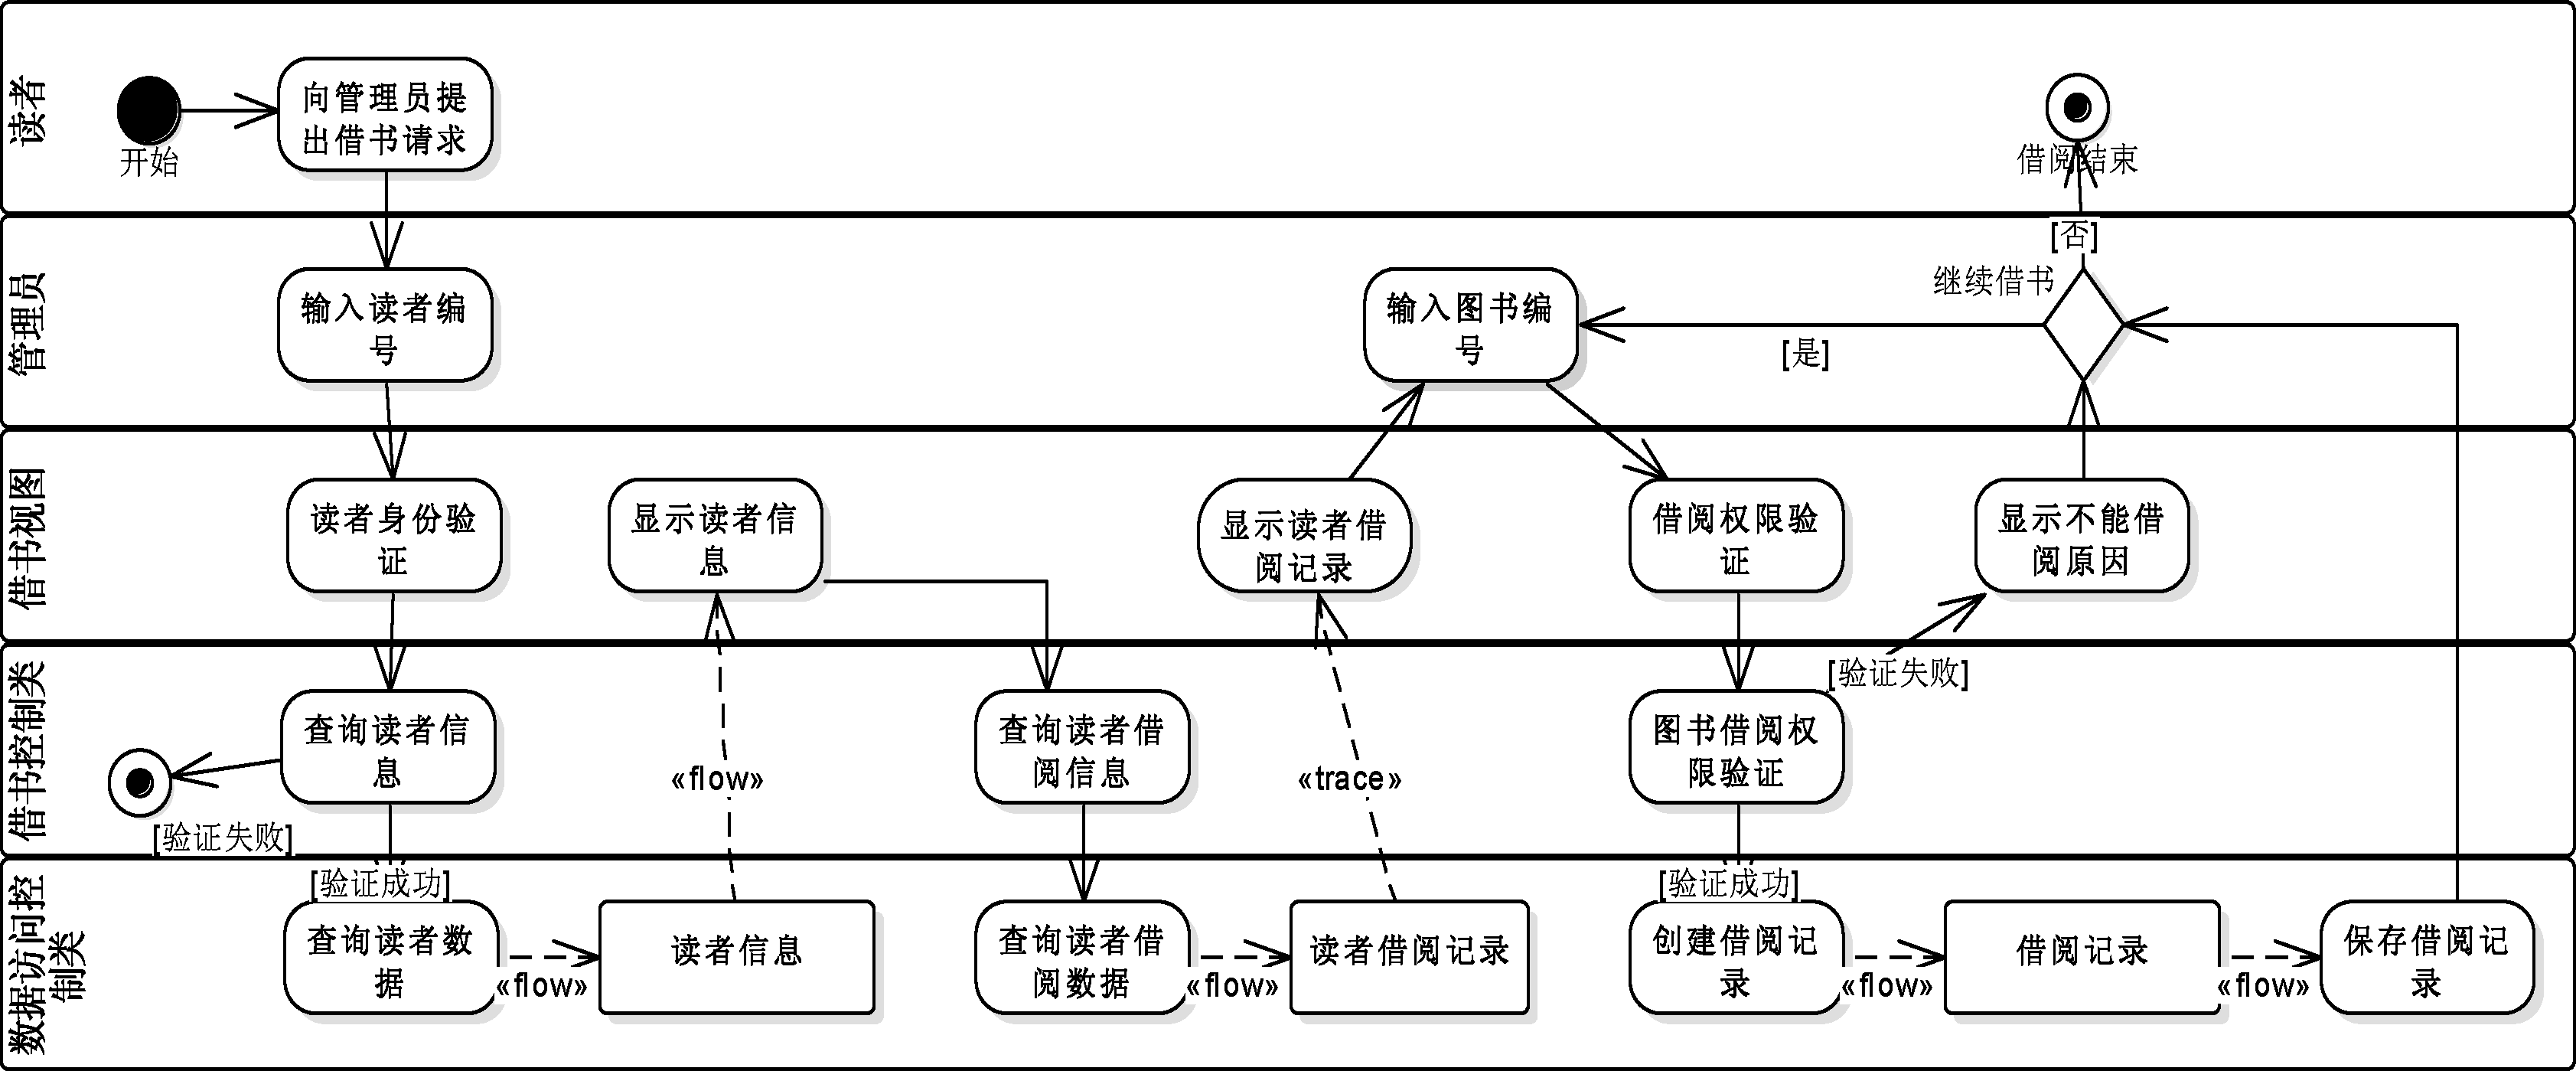 读者
开始
向管理员提
出借书请求
借阅结束
管理员
输入读者编
号
输入图书编
号
继续借书
[否]
[是]
借书视图
读者身份验
证
显示读者信
息
显示读者借
阅记录
借阅权限验
证
显示不能借
阅原因
借书控制类
[验证失败]
查询读者信
息
«flow»
查询读者借
阅信息
«trace»
图书借阅权
限验证
[验证失败]
数据访问控
制类
[验证成功]
查询读者数
据
«flow»
读者信息
查询读者借
阅数据
«flow»
读者借阅记录
[验证成功]
创建借阅记
录
«flow»
借阅记录
«flow»
保存借阅记
录